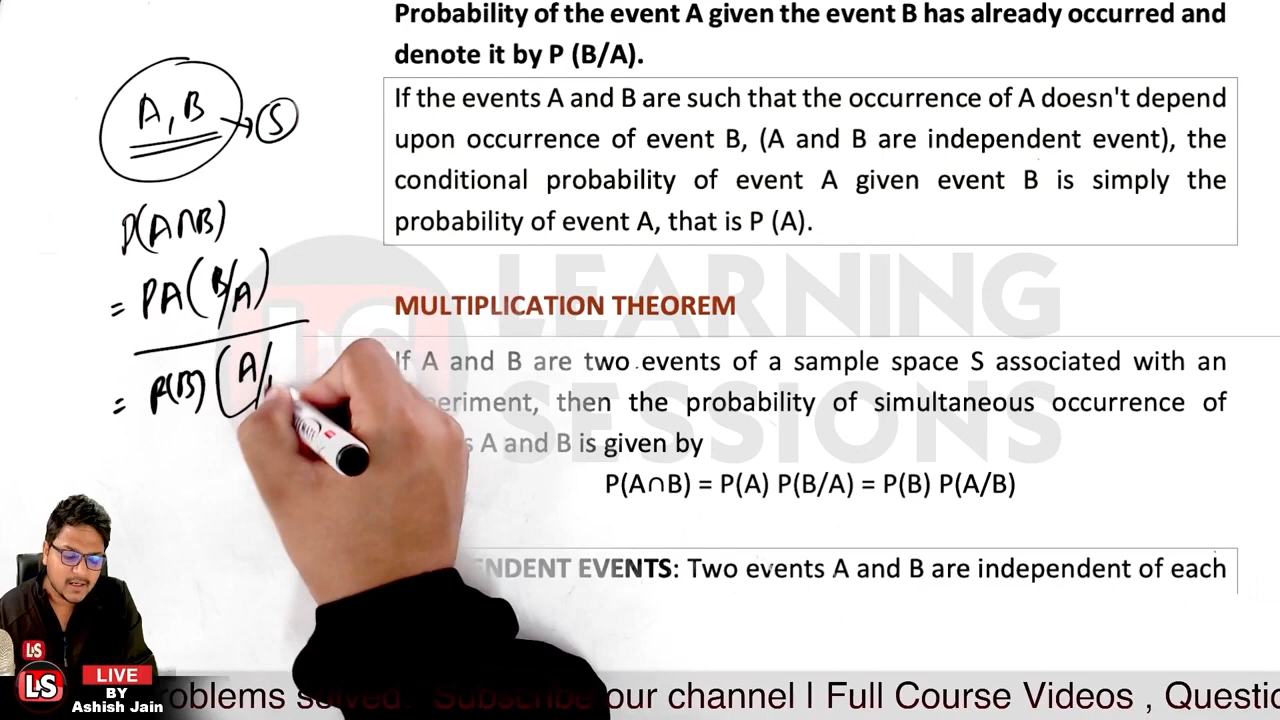 Probability of the event A given the event B has already occurred and
denote it by P (B/A).
If the events A and B are such that the occurrence of A doesn't depend
upon occurrence of event B, (A and B are independent event), the
conditional probability of event A given event B is simply the
probability of event A, that is P (A).
MULTIPLICATION THEOREM
If A and B are two events of a sample space S associated with an
eriment, then the probability of simultaneous occurrence of
s A and B is given by
P(A∩B) = P(A) P(B/A) = P(B) P(A/B)
ENDENT EVENTS: Two events A and B are independent of each
A, B → S
P(A∩B)
= PA(B/A)
= P(B) (A/
LEARNING
SESSIONS
LS
LS
LIVE
BY
Ashish Jain
roblems solved. Subscribe our channel l Full Course Videos , Questio